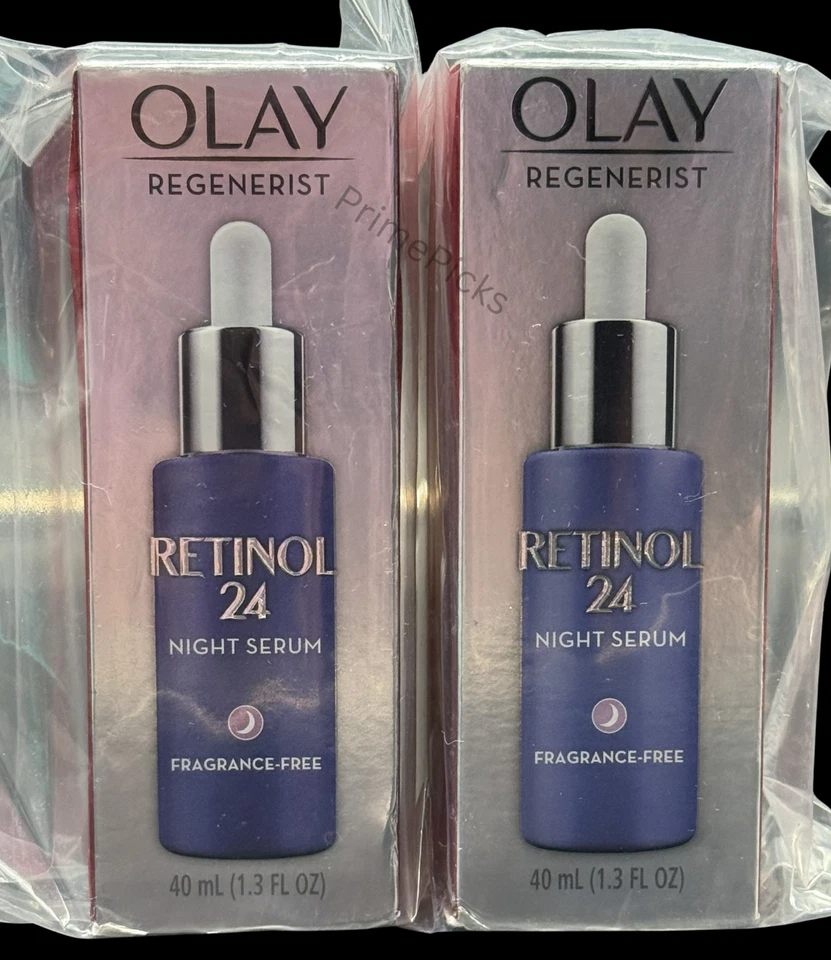 OLAY
REGENERIST
RETINOL
24
NIGHT SERUM
FRAGRANCE-FREE
40 mL (1.3 FL OZ)
OLAY
REGENERIST
RETINOL
24
NIGHT SERUM
FRAGRANCE-FREE
40 mL (1.3 FL OZ)
PrimePicks